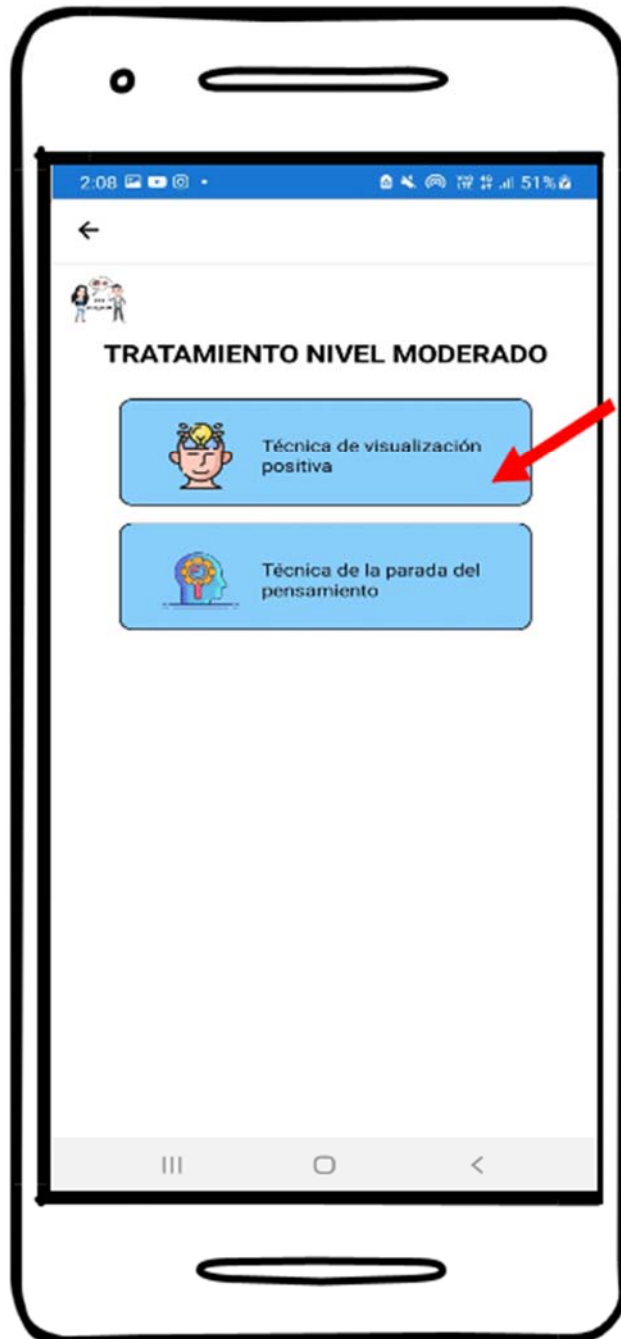 2:08
51%
TRATAMIENTO NIVEL MODERADO
Técnica de visualización
positiva
Técnica de la parada del
pensamiento